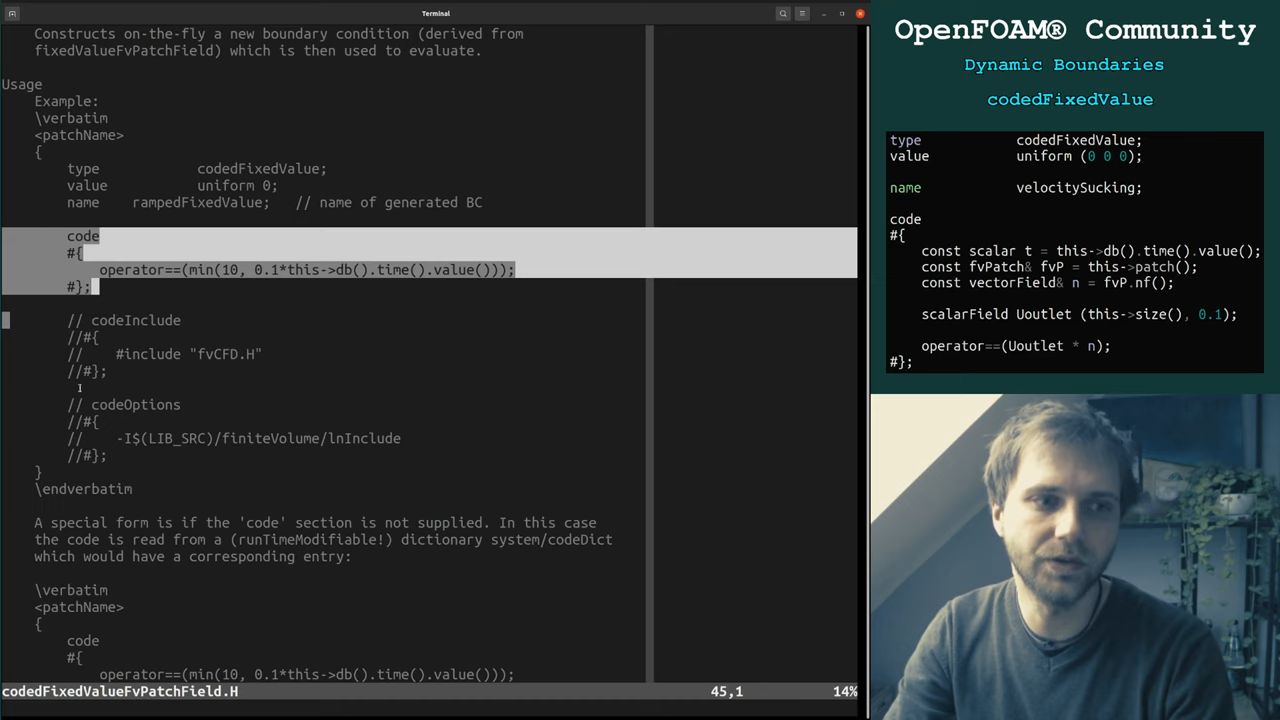 Terminal
Constructs on-the-fly a new boundary condition (derived from
fixedValueFvPatchField) which is then used to evaluate.
Usage
Example:
\verbatim
<patchName>
{
type codedFixedValue;
value uniform 0;
name rampedFixedValue; // name of generated BC
code
#{
operator==(min(10, 0.1*this->db().time().value()));
#};
// codeInclude
//#{
// #include "fvCFD.H"
//#};
// codeOptions
//#{
// -I$(LIB_SRC)/finiteVolume/lnInclude
//#};
}
\endverbatim
A special form is if the 'code' section is not supplied. In this case
the code is read from a (runTimeModifiable!) dictionary system/codeDict
which would have a corresponding entry:
\verbatim
<patchName>
{
code
#{
operator==(min(10, 0.1*this->db().time().value()));
codedFixedValueFvPatchField.H 45,1 14%
OpenFOAM® Community
Dynamic Boundaries
codedFixedValue
type codedFixedValue;
value uniform (0 0 0);
name velocitySucking;
code
#{
const scalar t = this->db().time().value();
const fvPatch& fvP = this->patch();
const vectorField& n = fvP.nf();
scalarField Uoutlet (this->size(), 0.1);
operator==(Uoutlet * n);
#};